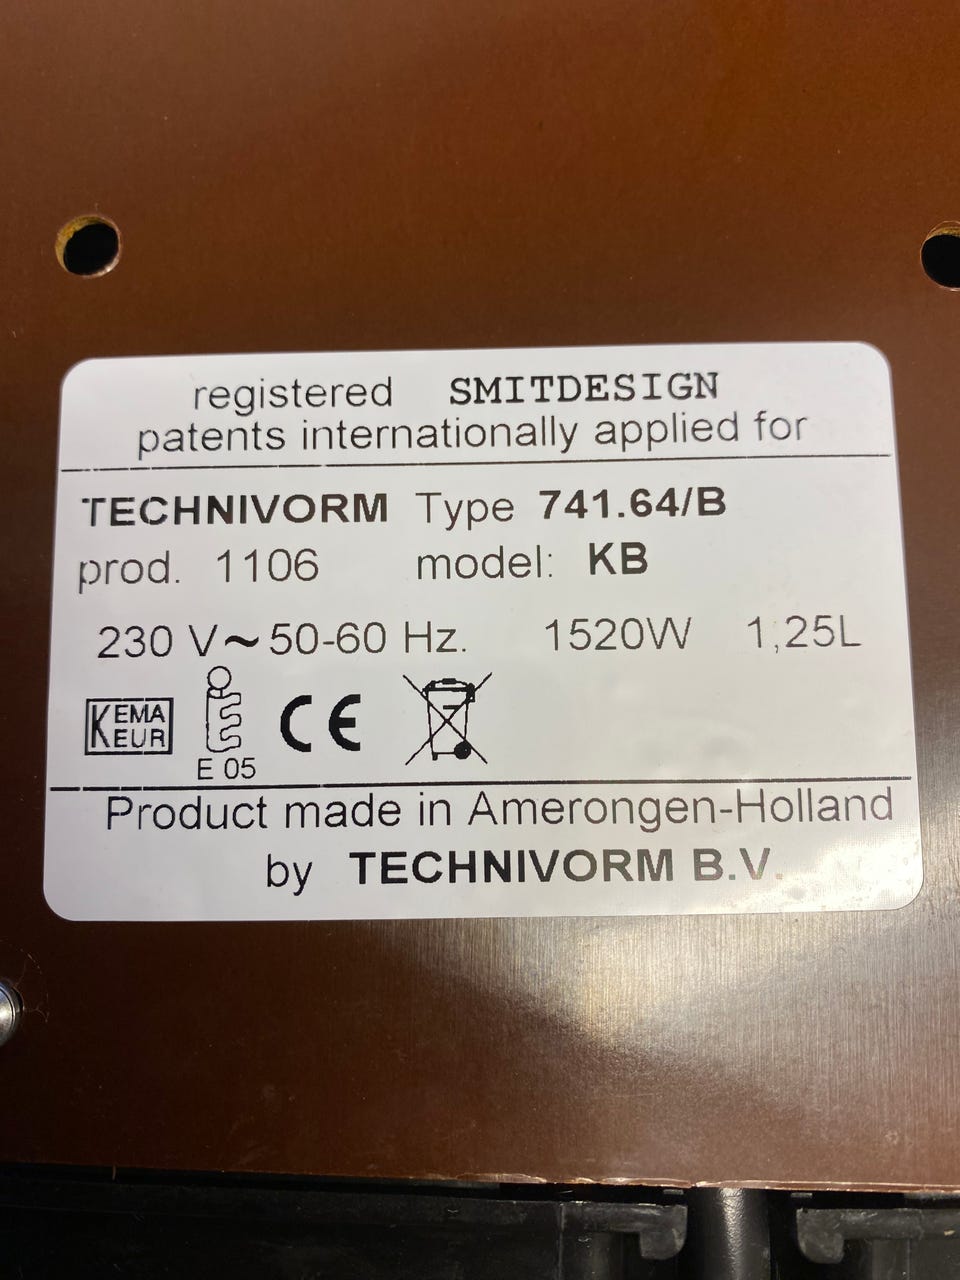 registered SMITDESIGN
patents internationally applied for
TECHNIVORM Type 741.64/B
prod. 1106 model: KB
230 V~50-60 Hz. 1520W 1,25L
KEMA
EUR
E 05
CE
Product made in Amerongen-Holland
by TECHNIVORM B.V.